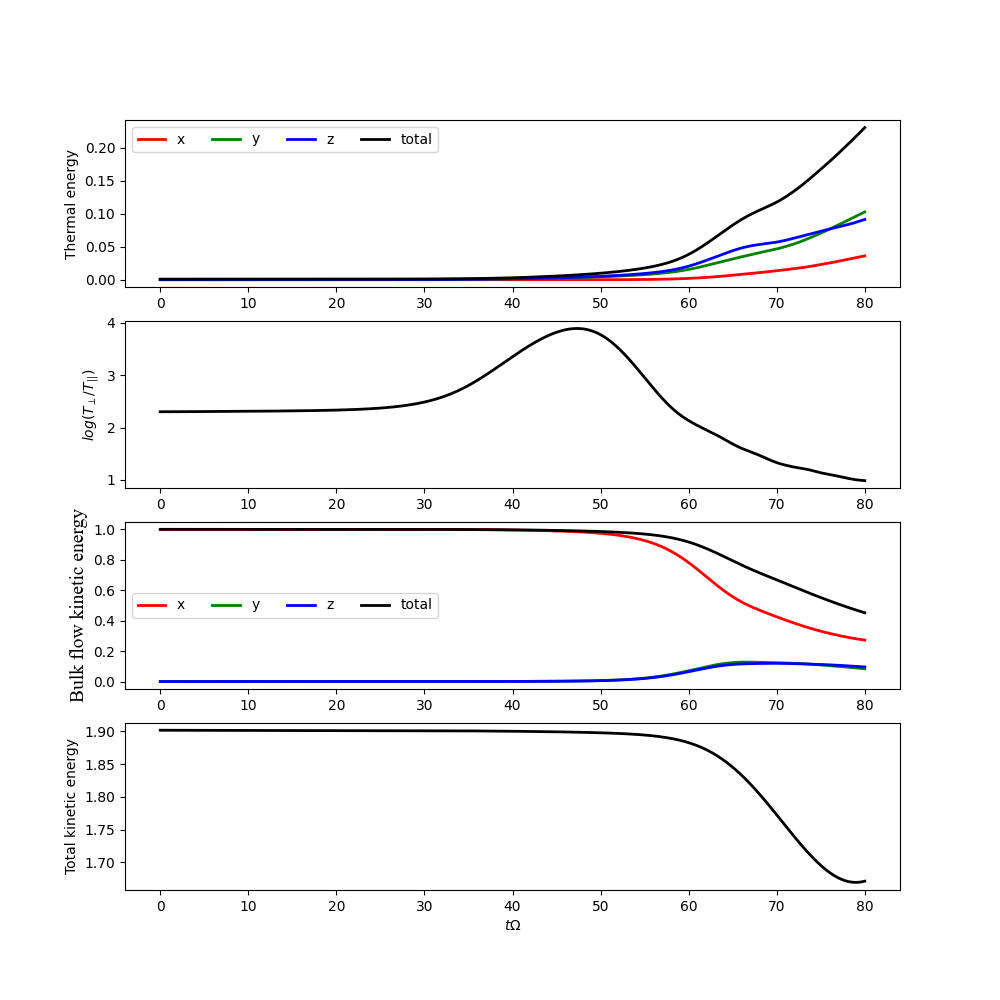 Thermal energy
x y z total
0.20
0.15
0.10
0.05
0.00
0 10 20 30 40 50 60 70 80
log(T⊥/T||)
4
3
2
1
0 10 20 30 40 50 60 70 80
Bulk flow kinetic energy
1.0
0.8
0.6
0.4
0.2
0.0
x y z total
0 10 20 30 40 50 60 70 80
Total kinetic energy
1.90
1.85
1.80
1.75
1.70
0 10 20 30 40 50 60 70 80
tΩ